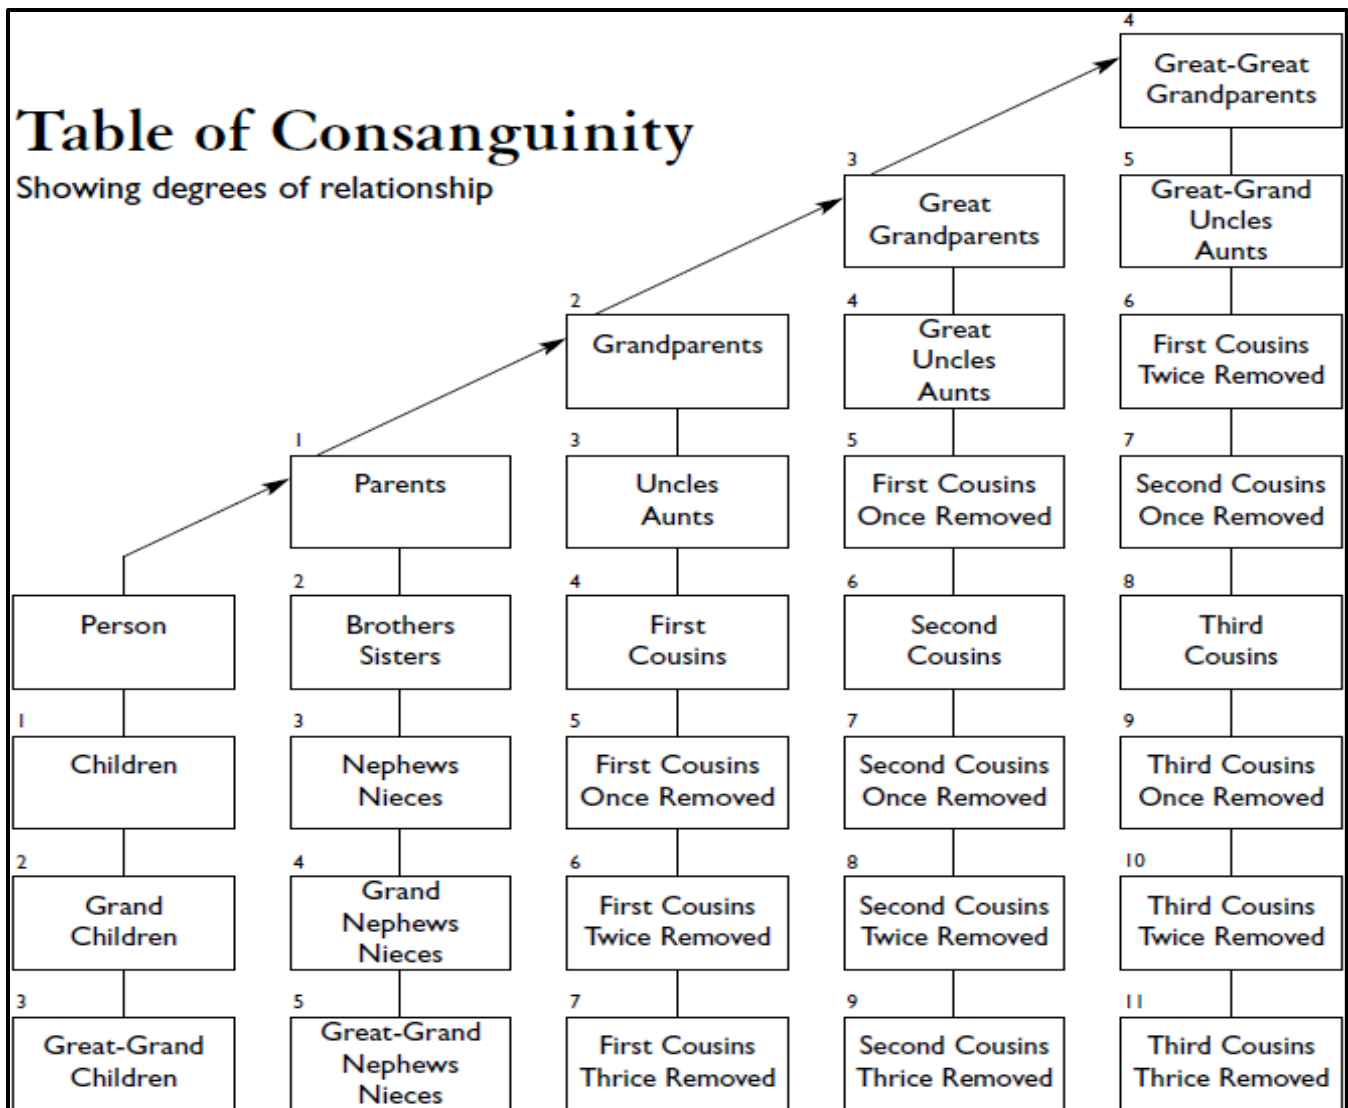 4
Great-Great
Grandparents
Table of Consanguinity
Showing degrees of relationship
3
Great
Grandparents
5
Great-Grand
Uncles
Aunts
2
Grandparents
4
Great
Uncles
Aunts
6
First Cousins
Twice Removed
1
Parents
3
Uncles
Aunts
5
First Cousins
Once Removed
7
Second Cousins
Once Removed
Person
2
Brothers
Sisters
4
First
Cousins
6
Second
Cousins
8
Third
Cousins
1
Children
3
Nephews
Nieces
5
First Cousins
Once Removed
7
Second Cousins
Once Removed
9
Third Cousins
Once Removed
2
Grand
Children
4
Grand
Nephews
Nieces
6
First Cousins
Twice Removed
8
Second Cousins
Twice Removed
10
Third Cousins
Twice Removed
3
Great-Grand
Children
5
Great-Grand
Nephews
Nieces
7
First Cousins
Thrice Removed
9
Second Cousins
Thrice Removed
11
Third Cousins
Thrice Removed